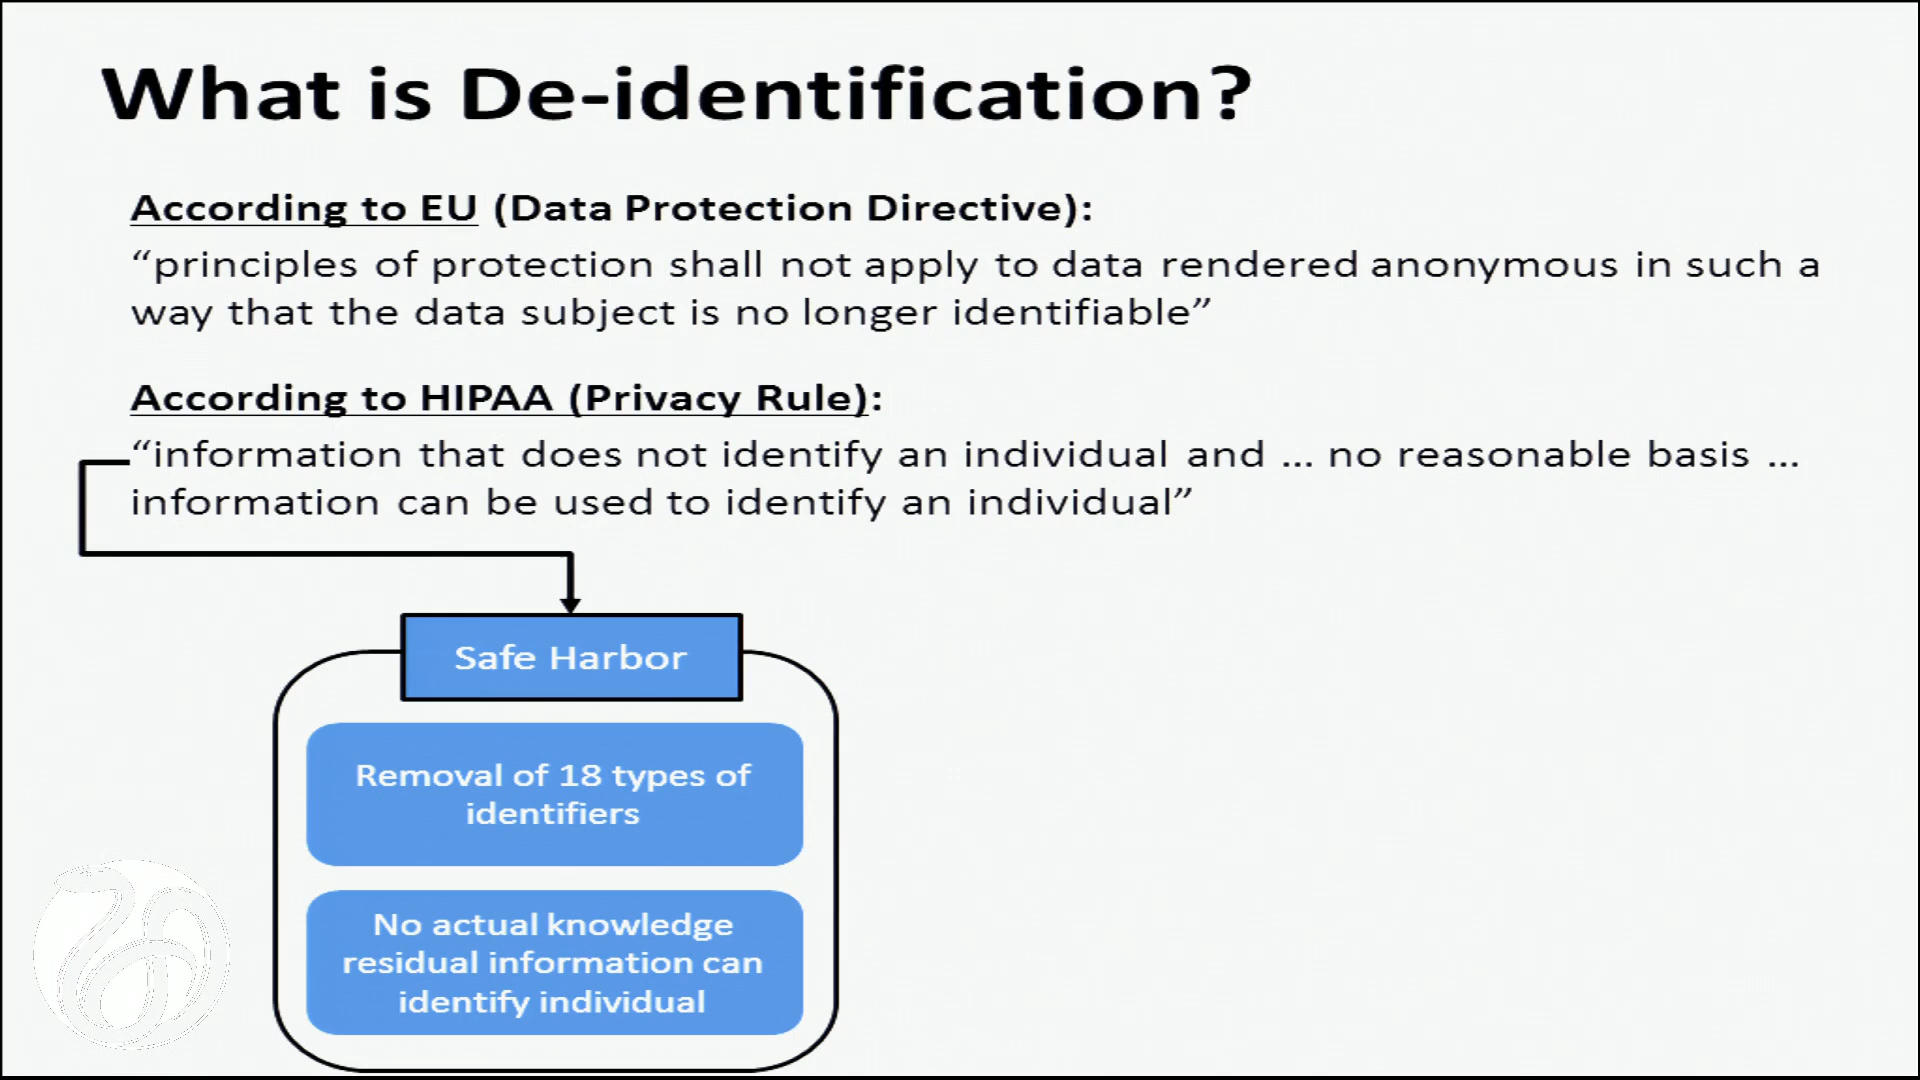 What is De-identification?
According to EU (Data Protection Directive):
“principles of protection shall not apply to data rendered anonymous in such a
way that the data subject is no longer identifiable”
According to HIPAA (Privacy Rule):
“information that does not identify an individual and ... no reasonable basis ...
information can be used to identify an individual”
Safe Harbor
Removal of 18 types of
identifiers
No actual knowledge
residual information can
identify individual